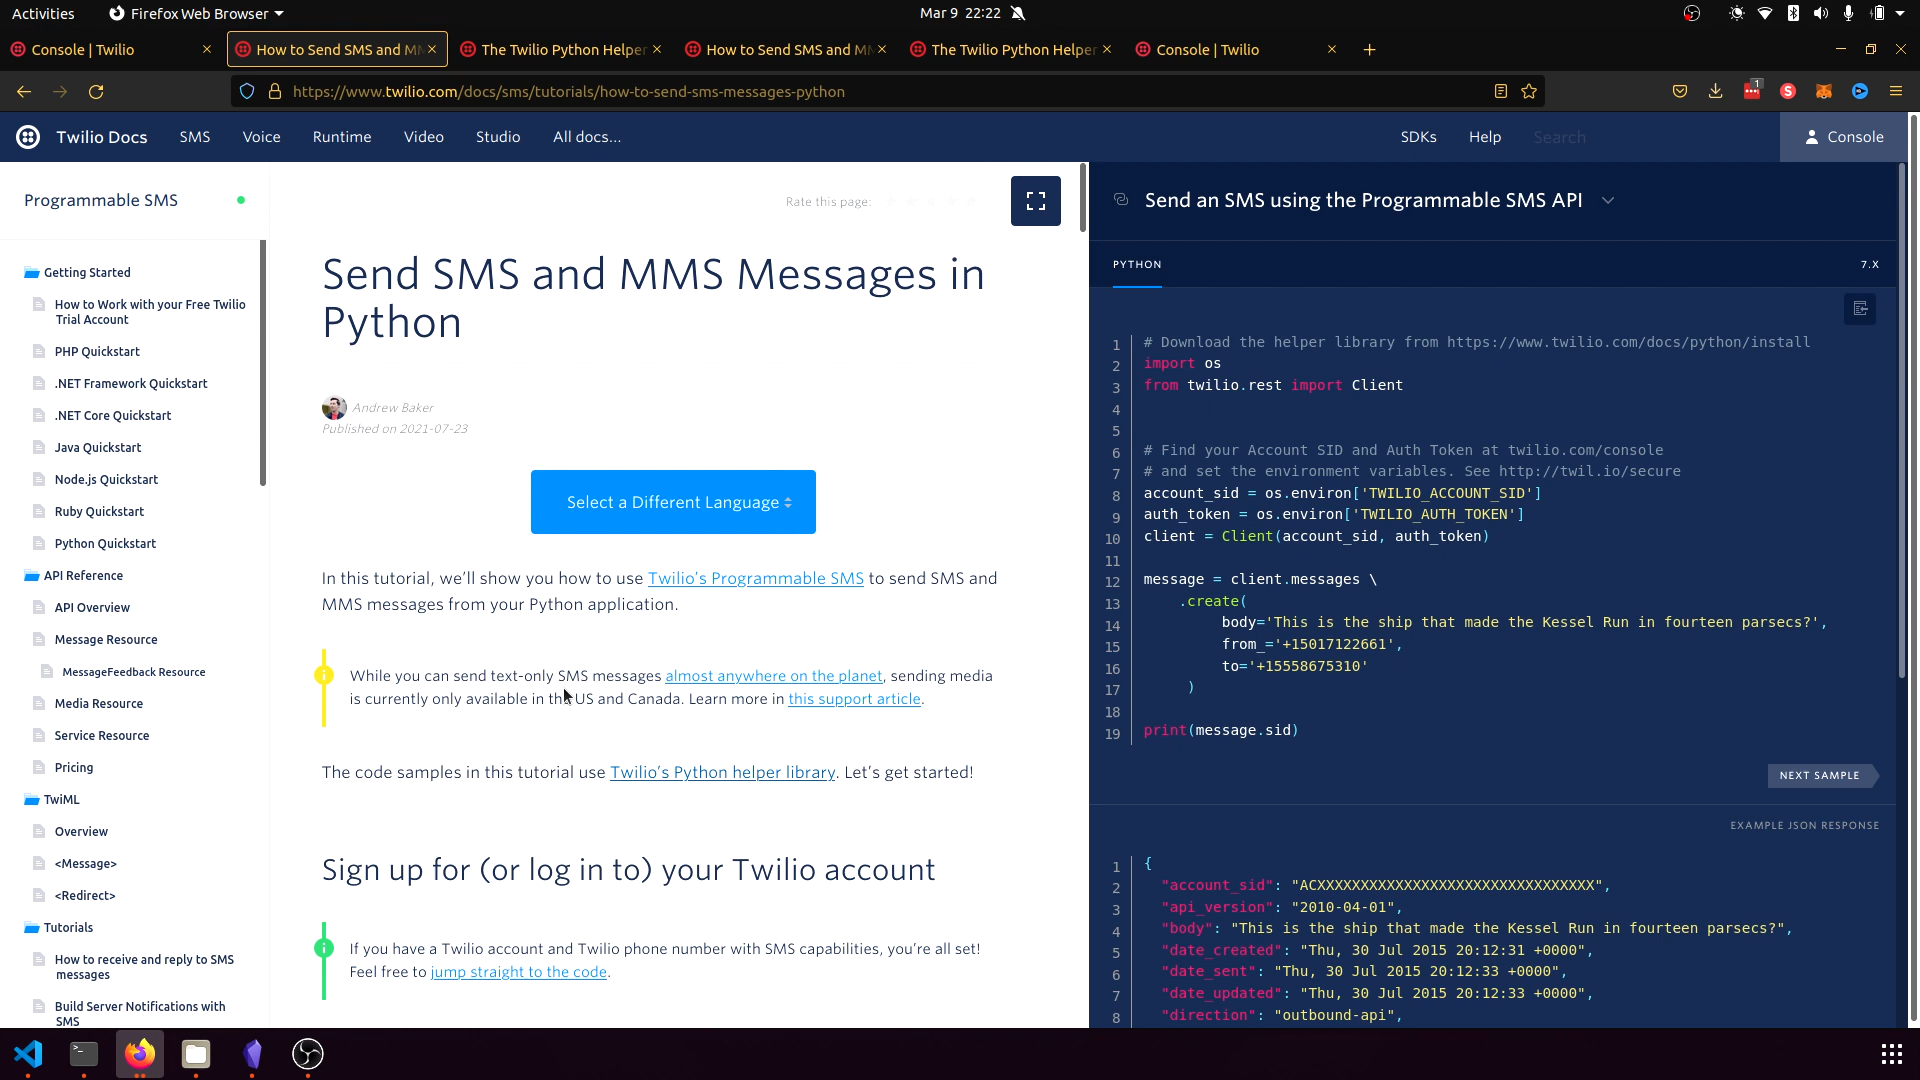 Activities
Firefox Web Browser
Mar 9 22:22
Console | Twilio
How to Send SMS and M
The Twilio Python Helper
How to Send SMS and M
The Twilio Python Helper
Console | Twilio
https://www.twilio.com/docs/sms/tutorials/how-to-send-sms-messages-python
1
S
Twilio Docs
SMS
Voice
Runtime
Video
Studio
All docs...
SDKs
Help
Search
Console
Programmable SMS
Getting Started
How to Work with your Free Twilio
Trial Account
PHP Quickstart
.NET Framework Quickstart
.NET Core Quickstart
Java Quickstart
Node.js Quickstart
Ruby Quickstart
Python Quickstart
API Reference
API Overview
Message Resource
MessageFeedback Resource
Media Resource
Service Resource
Pricing
TwiML
Overview
<Message>
<Redirect>
Tutorials
How to receive and reply to SMS
messages
Build Server Notifications with
SMS
Rate this page:
Send SMS and MMS Messages in
Python
Andrew Baker
Published on 2021-07-23
Select a Different Language
In this tutorial, we'll show you how to use Twilio's Programmable SMS to send SMS and
MMS messages from your Python application.
While you can send text-only SMS messages almost anywhere on the planet, sending media
is currently only available in the US and Canada. Learn more in this support article.
The code samples in this tutorial use Twilio's Python helper library. Let's get started!
Sign up for (or log in to) your Twilio account
If you have a Twilio account and Twilio phone number with SMS capabilities, you're all set!
Feel free to jump straight to the code.
Send an SMS using the Programmable SMS API
PYTHON
7.X
1 # Download the helper library from https://www.twilio.com/docs/python/install
2 import os
3 from twilio.rest import Client
4
5
6 # Find your Account SID and Auth Token at twilio.com/console
7 # and set the environment variables. See http://twil.io/secure
8 account_sid = os.environ['TWILIO_ACCOUNT_SID']
9 auth_token = os.environ['TWILIO_AUTH_TOKEN']
10 client = Client(account_sid, auth_token)
11
12 message = client.messages \
13 .create(
14 body='This is the ship that made the Kessel Run in fourteen parsecs?',
15 from_='+15017122661',
16 to='+15558675310'
17 )
18
19 print(message.sid)
NEXT SAMPLE
EXAMPLE JSON RESPONSE
1 {
2 "account_sid": "ACXXXXXXXXXXXXXXXXXXXXXXXXXXXXXXXX",
3 "api_version": "2010-04-01",
4 "body": "This is the ship that made the Kessel Run in fourteen parsecs?",
5 "date_created": "Thu, 30 Jul 2015 20:12:31 +0000",
6 "date_sent": "Thu, 30 Jul 2015 20:12:33 +0000",
7 "date_updated": "Thu, 30 Jul 2015 20:12:33 +0000",
8 "direction": "outbound-api",